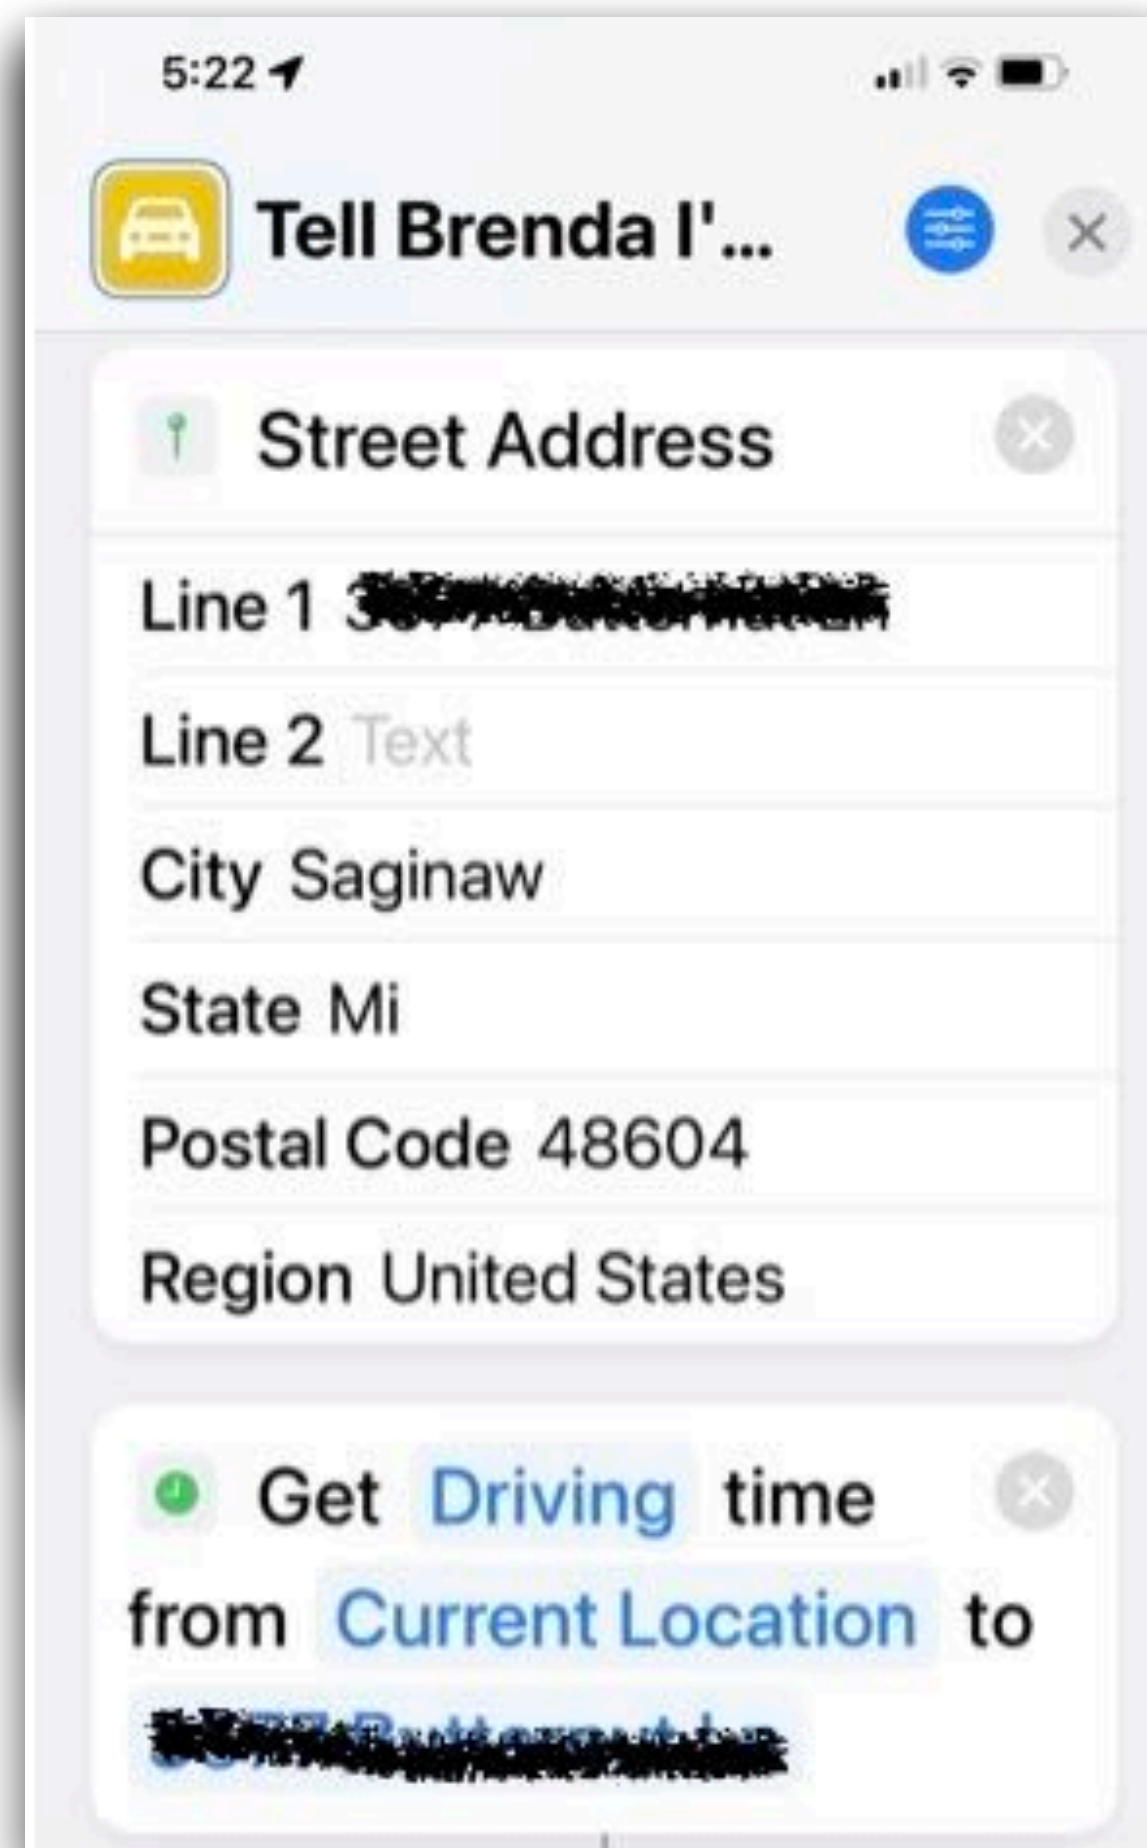 5:22
Tell Brenda I'...
Street Address
Line 1
Line 2 Text
City Saginaw
State Mi
Postal Code 48604
Region United States
Get Driving time
from Current Location to